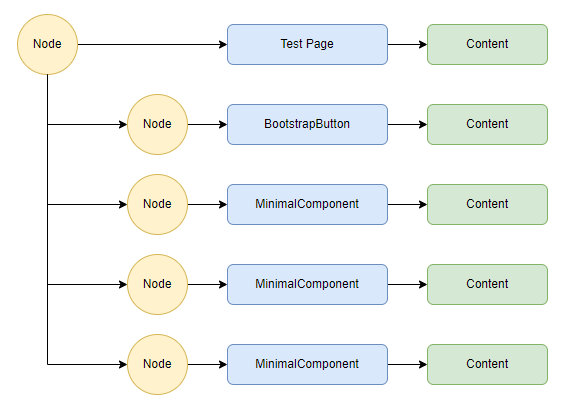 Node
Test Page
Content
Node
BootstrapButton
Content
Node
MinimalComponent
Content
Node
MinimalComponent
Content
Node
MinimalComponent
Content